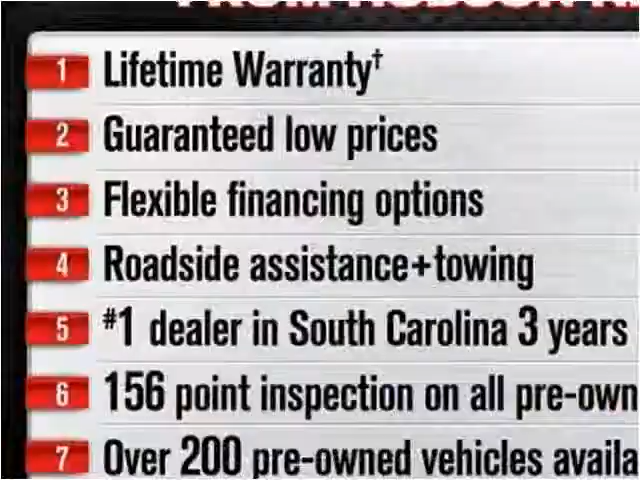 1 Lifetime Warranty†
2 Guaranteed low prices
3 Flexible financing options
4 Roadside assistance+towing
5 #1 dealer in South Carolina 3 years
6 156 point inspection on all pre-own
7 Over 200 pre-owned vehicles availa